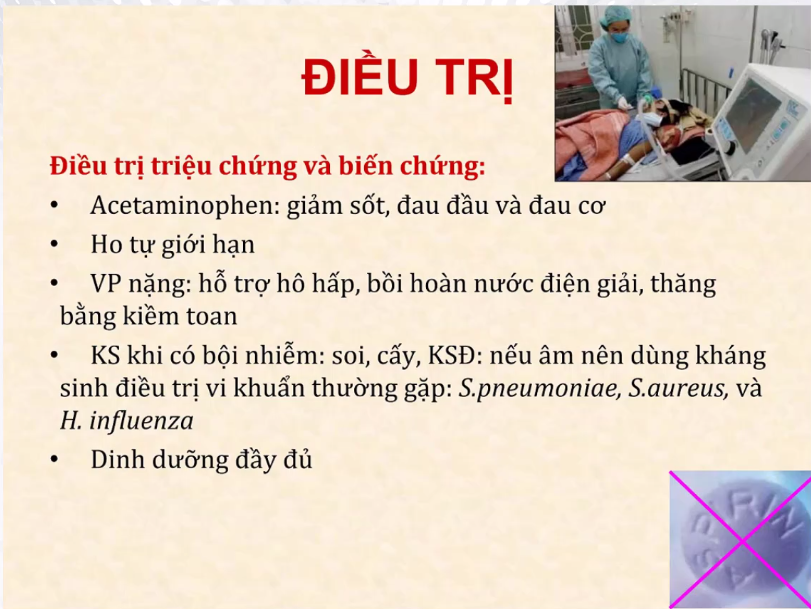 ĐIỀU TRỊ
Điều trị triệu chứng và biến chứng:
• Acetaminophen: giảm sốt, đau đầu và đau cơ
• Ho tự giới hạn
• VP nặng: hỗ trợ hô hấp, bồi hoàn nước điện giải, thăng
bằng kiềm toan
• KS khi có bội nhiễm: soi, cấy, KSĐ: nếu âm nên dùng kháng
sinh điều trị vi khuẩn thường gặp: S.pneumoniae, S.aureus, và
H. influenza
• Dinh dưỡng đầy đủ
ASPIRIN